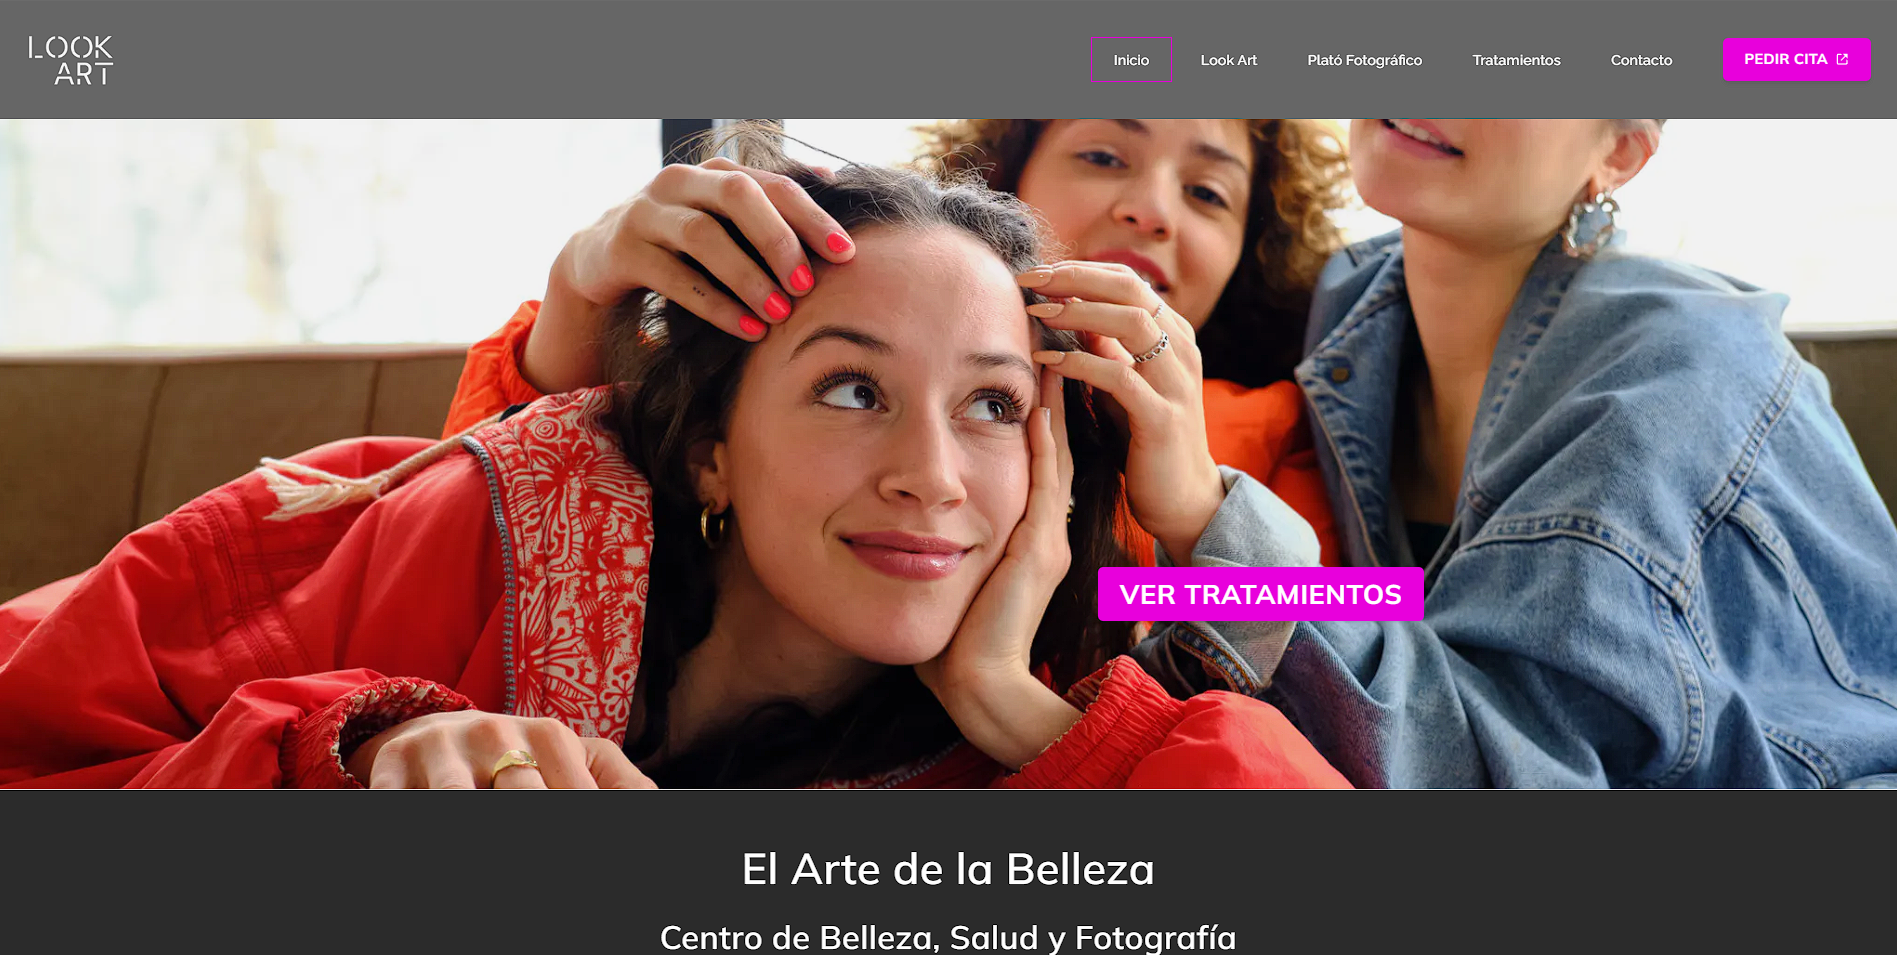 LOOK
ART
Inicio
Look Art
Plató Fotográfico
Tratamientos
Contacto
PEDIR CITA
VER TRATAMIENTOS
El Arte de la Belleza
Centro de Belleza, Salud y Fotografía